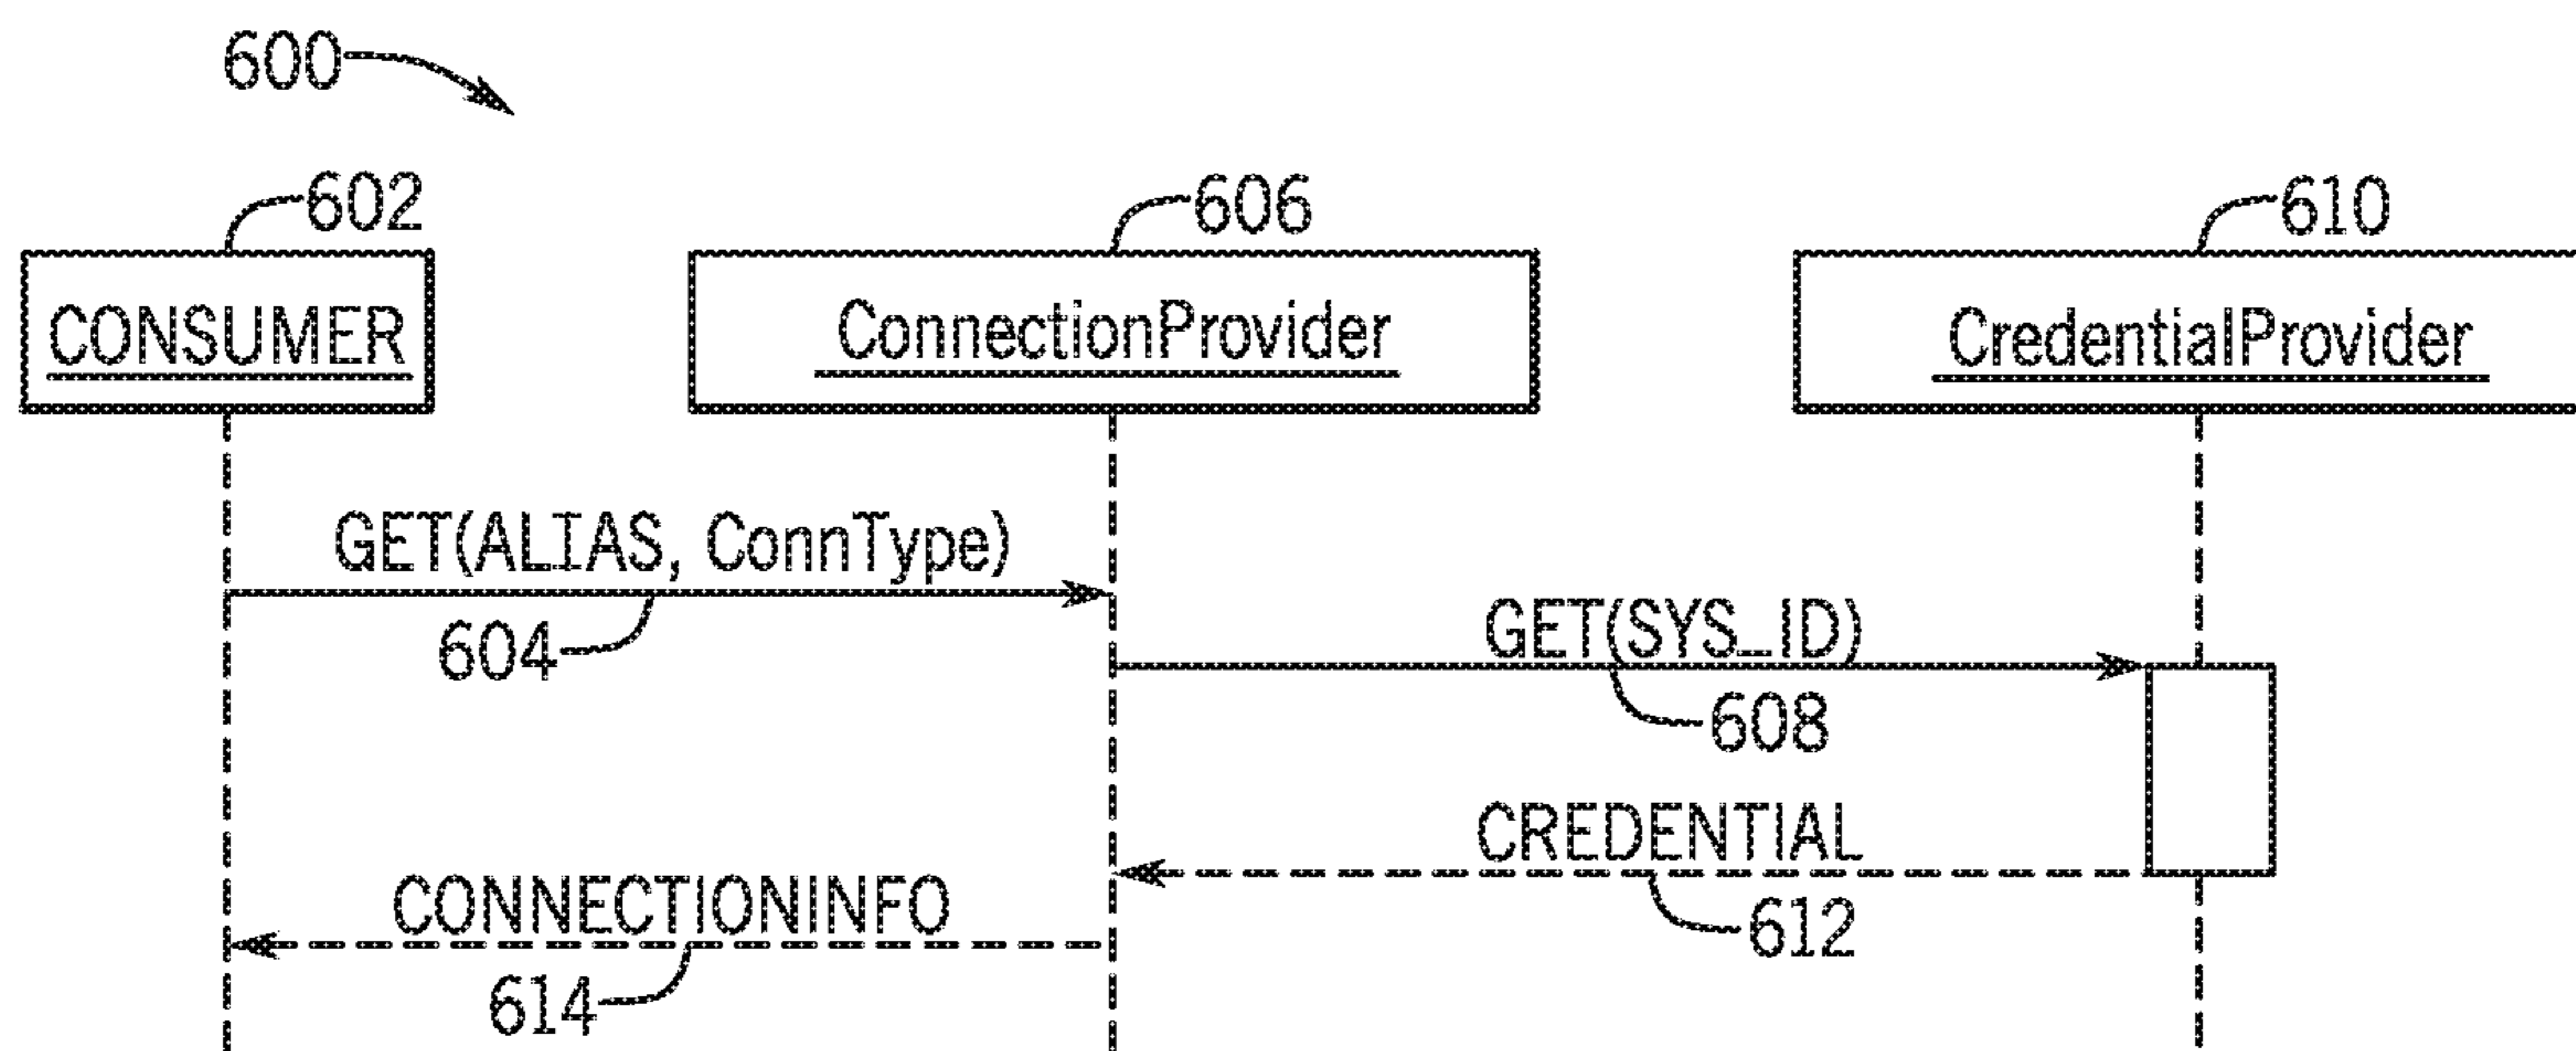 600
602
606
610
CONSUMER
ConnectionProvider
CredentialProvider
GET(ALIAS, ConnType)
604
GET(SYS_ID)
608
CREDENTIAL
612
CONNECTIONINFO
614